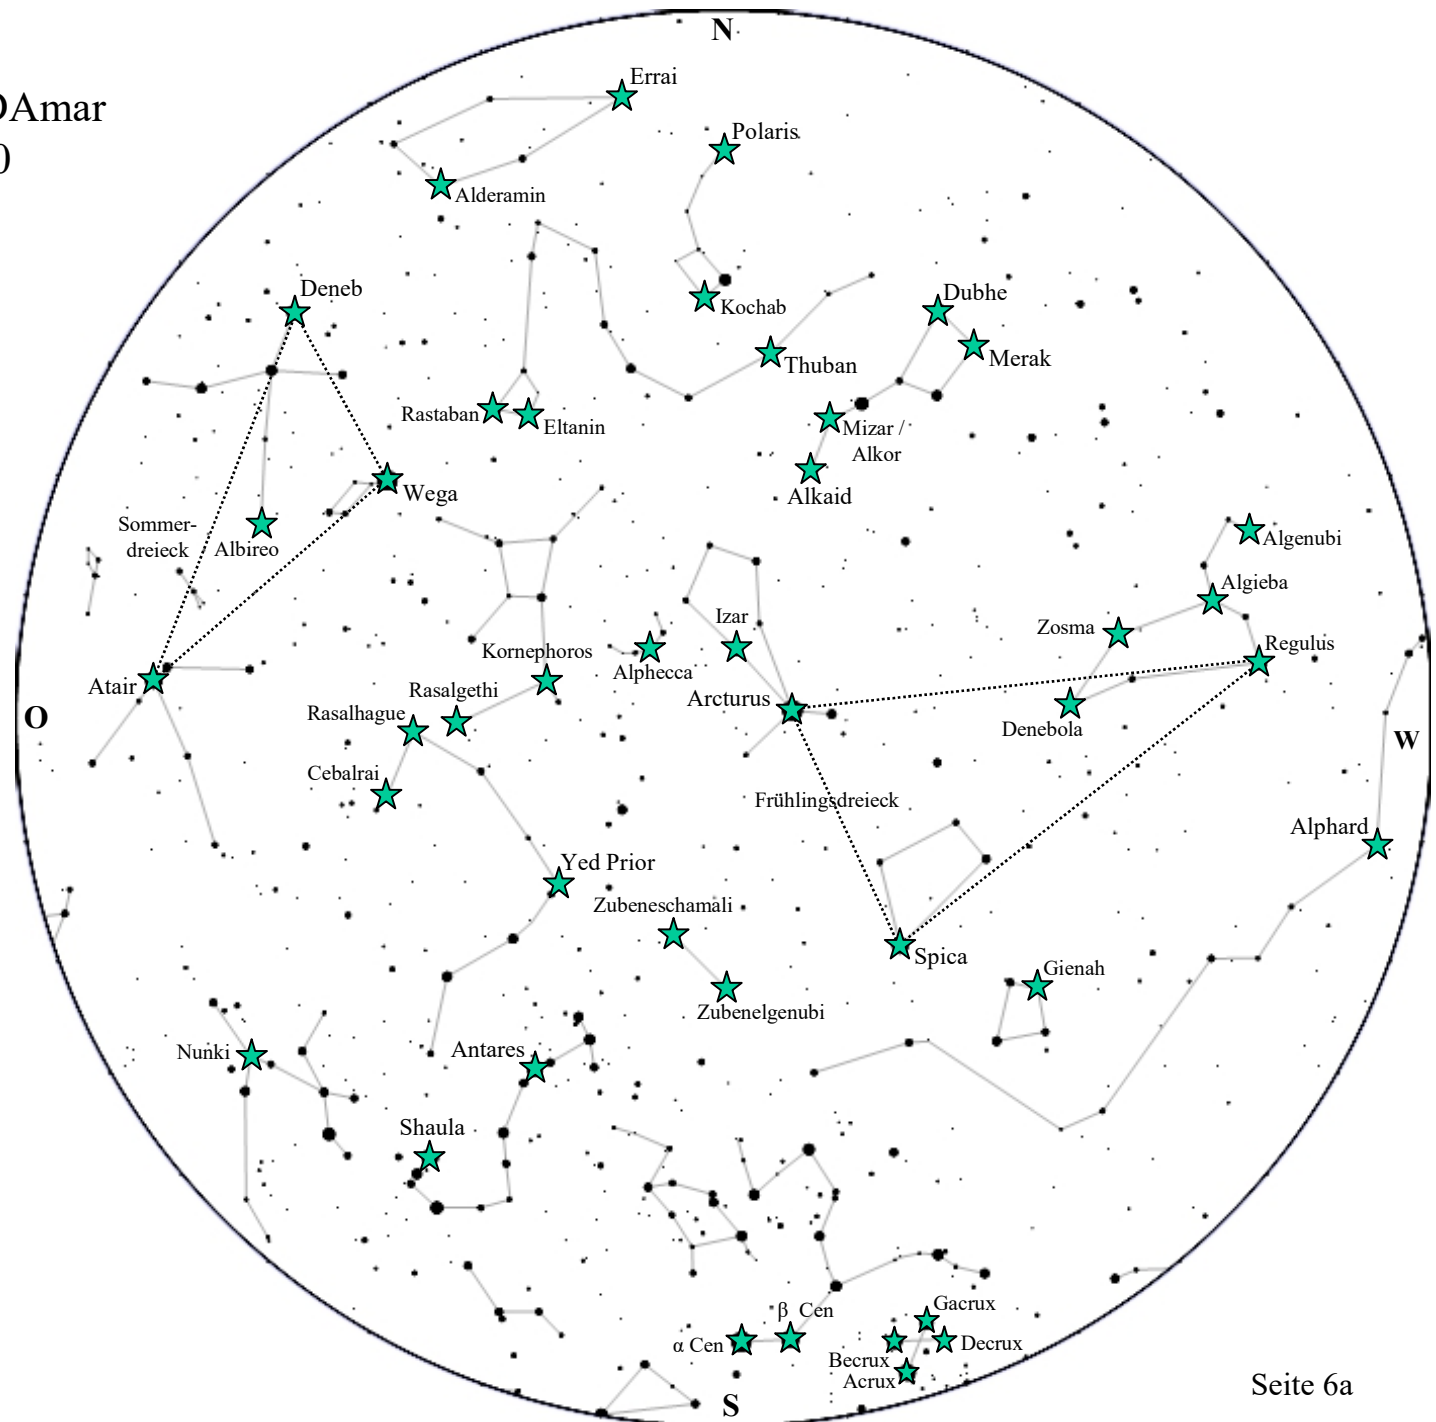 N
Errai
DAmar
Polaris
0
Alderamin
Deneb
Dubhe
Kochab
Merak
Thuban
Rastaban
Eltanin
Mizar /
Alkor
Wega
Alkaid
Sommer-
dreieck
Albireo
Algenubi
Algieba
Izar
Zosma
Regulus
Kornephoros
Alphecca
Atair
Rasalgethi
Arcturus
Rasalhague
O
Denebola
W
Cebalrai
Frühlingsdreieck
Alphard
Yed Prior
Zubeneschamali
Spica
Gienah
Zubenelgenubi
Nunki
Antares
Shaula
Gacrux
β Cen
α Cen
Decrux
Becrux
Acrux
Seite 6a
S